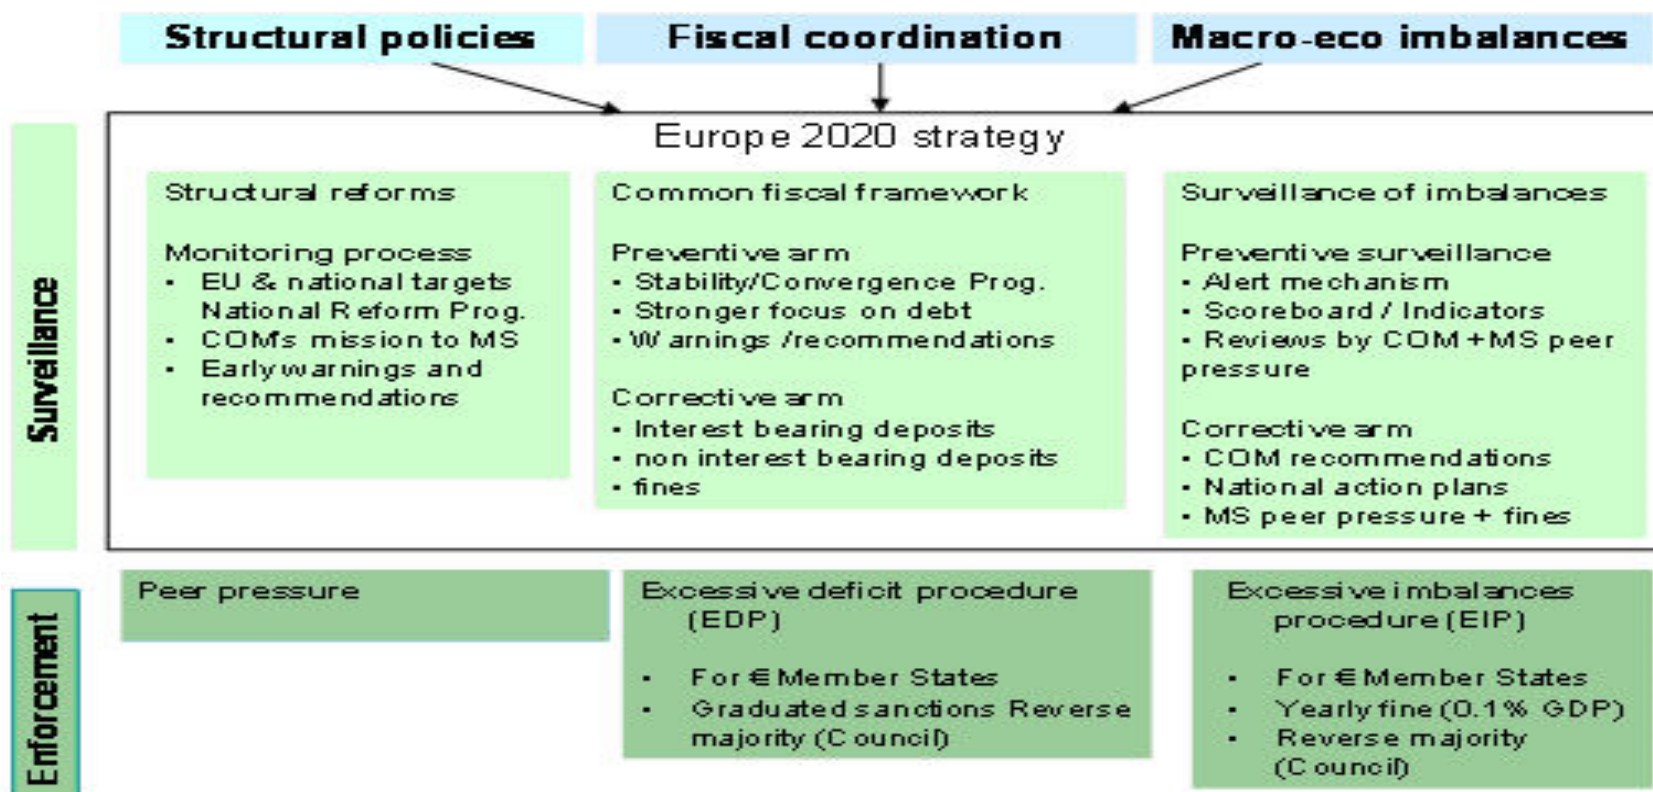 Structural policies
Fiscal coordination
Macro-eco imbalances
Europe 2020 strategy
Surveillance
Structural reforms
Monitoring process
• EU & national targets
National Reform Prog.
• COM's mission to MS
• Early warnings and
recommendations
Common fiscal framework
Preventive arm
• Stability/Convergence Prog.
• Stronger focus on debt
• Warnings /recommendations
Corrective arm
• Interest bearing deposits
• non interest bearing deposits
• fines
Surveillance of imbalances
Preventive surveillance
• Alert mechanism
• Scoreboard / Indicators
• Reviews by COM +MS peer
pressure
Corrective arm
• COM recommendations
• National action plans
• MS peer pressure + fines
Enforcement
Peer pressure
Excessive deficit procedure
(EDP)
• For € Member States
• Graduated sanctions Reverse
majority (Council)
Excessive imbalances
procedure (EIP)
• For € Member States
• Yearly fine (0.1% GDP)
• Reverse majority
(Council)